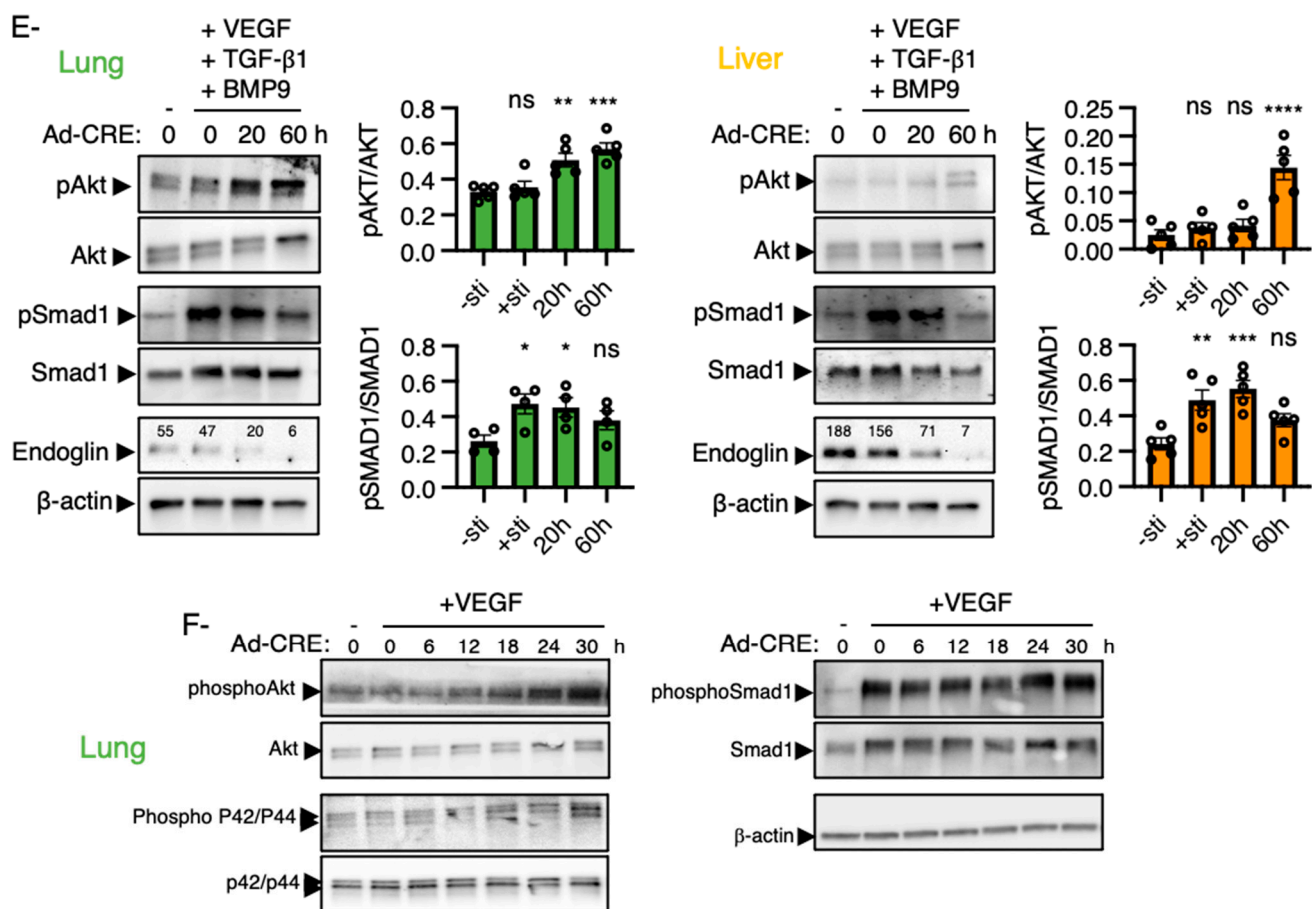 E-
Lung
+ VEGF
+ TGF-β1
+ BMP9
-
Ad-CRE: 0 0 20 60 h
pAkt
Akt
pSmad1
Smad1
55 47 20 6
Endoglin
β-actin
ns ** ***
pAKT/AKT
0.8
0.6
0.4
0.2
0.0
-sti +sti 20h 60h
* * ns
pSMAD1/SMAD1
0.8
0.6
0.4
0.2
0.0
-sti +sti 20h 60h
Liver
+ VEGF
+ TGF-β1
+ BMP9
-
Ad-CRE: 0 0 20 60 h
pAkt
Akt
pSmad1
Smad1
188 156 71 7
Endoglin
β-actin
ns ns ****
pAKT/AKT
0.25
0.20
0.15
0.10
0.05
0.00
-sti +sti 20h 60h
** *** ns
pSMAD1/SMAD1
0.8
0.6
0.4
0.2
0.0
-sti +sti 20h 60h
F-
Lung
+VEGF
-
Ad-CRE: 0 0 6 12 18 24 30 h
phosphoAkt
Akt
Phospho P42/P44
p42/p44
+VEGF
-
Ad-CRE: 0 0 6 12 18 24 30 h
phosphoSmad1
Smad1
β-actin